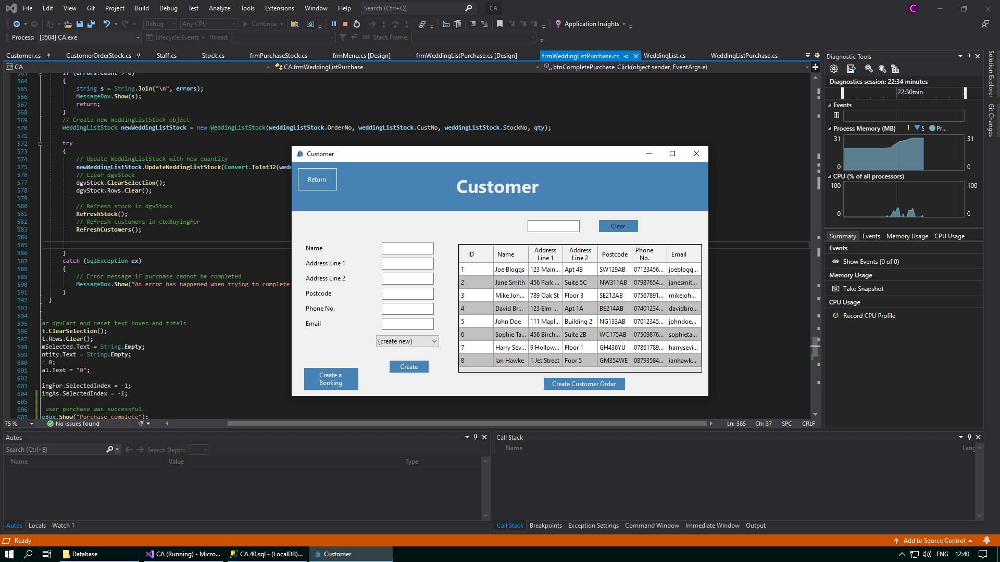 File Edit View Git Project Build Debug Test Analyze Tools Extensions Window Help Search (Ctrl+Q) CA C
Debug Any CPU Continue Application Insights
Process: [3504] CA.exe Lifecycle Events Thread: Stack Frame:
Customer.cs CustomerOrderStock.cs Staff.cs Stock.cs frmPurchaseStock.cs frmMenu.cs [Design] frmWeddingListPurchase.cs [Design] frmWeddingListPurchase.cs WeddingList.cs WeddingListPurchase.cs
C# CA CA.frmWeddingListPurchase btnCompletePurchase_Click(object sender, EventArgs e)
563 if (errors.Count > 0)
564 {
565 string s = String.Join("\n", errors);
566 MessageBox.Show(s);
567 return;
568 }
569 // Create new WeddingListStock object
570 WeddingListStock newWeddingListStock = new WeddingListStock(weddingListStock.OrderNo, weddingListStock.CustNo, weddingListStock.StockNo, qty);
571
572 try
573 {
574 // Update WeddingListStock with new quantity
575 newWeddingListStock.UpdateWeddingListStock(Convert.ToInt32(wedd
576 // Clear dgvStock
577 dgvStock.ClearSelection();
578 dgvStock.Rows.Clear();
579
580 // Refresh stock in dgvStock
581 RefreshStock();
582 // Refresh customers in cbxBuyingFor
583 RefreshCustomers();
584
585
586 }
587 catch (SqlException ex)
588 {
589 // Error message if purchase cannot be completed
590 MessageBox.Show("An error has happened when trying to complete
591 }
592 }
593
594
595 ar dgvCart and reset text boxes and totals
596 t.ClearSelection();
597 t.Rows.Clear();
598 mSelected.Text = String.Empty;
599 ntity.Text = String.Empty;
600 = 0;
601 al.Text = "0";
602
603 ingFor.SelectedIndex = -1;
604 ingAs.SelectedIndex = -1;
605
606 user purchase was successful
607 eBox.Show("Purchase complete");
75 % No issues found Ln: 585 Ch: 37 SPC CRLF
Customer
Return
Customer
Clear
Name
Address Line 1
Address Line 2
Postcode
Phone No.
Email
{create new}
Create
Create a
Booking
ID Name Address Line 1 Address Line 2 Postcode Phone No. Email
1 Joe Bloggs 123 Main... Apt 4B SW129AB 07123456... joeblogg...
2 Jane Smith 456 Park ... Suite 5C NW311AB 07987654... janesmit...
3 Mike Joh... 789 Oak St Floor 3 SE212AB 07567891... mikejoh...
4 David Br... 123 Elm ... Apt 1A BE214AB 07401234... davidbro...
5 John Doe 111 Mapl... Building 2 NG133AB 07012345... johndoe...
6 Sophie Ta... 456 Birch... Suite 2B WC175AB 07509876... sophieta...
7 Harry Sev... 9 Hollow... Floor 1 GH436YU 07861789... harrysevi...
8 Ian Hawke 1 Jet Street Foor 5 GM354WE 08793584... ianhawk...
Create Customer Order
Diagnostic Tools
Diagnostics session: 22:34 minutes
22:30min
Events
Process Memory (MB) S Pr...
31 31
0 0
CPU (% of all processors)
100 100
0 0
Summary Events Memory Usage CPU Usage
Events
Show Events (0 of 0)
Memory Usage
Take Snapshot
CPU Usage
Record CPU Profile
Solution Explorer
Git Changes
Autos
Search (Ctrl+E) Search Depth:
Name Value Type
Autos Locals Watch 1
Call Stack
Name Lang
Call Stack Breakpoints Exception Settings Command Window Immediate Window Output
Ready Add to Source Control
Database CA (Running) - Micro... CA 40.sql - (LocalDB)... Customer ENG 12:40